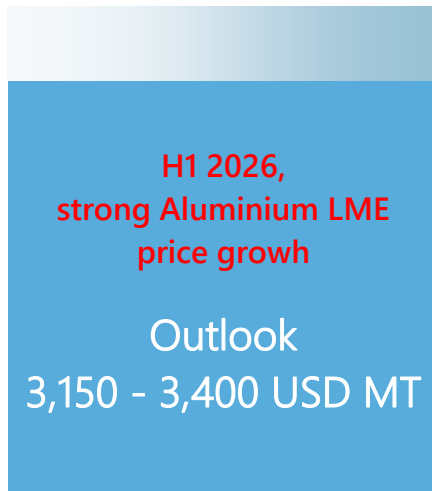 H1 2026,
strong Aluminium LME
price growh
Outlook
3,150 - 3,400 USD MT